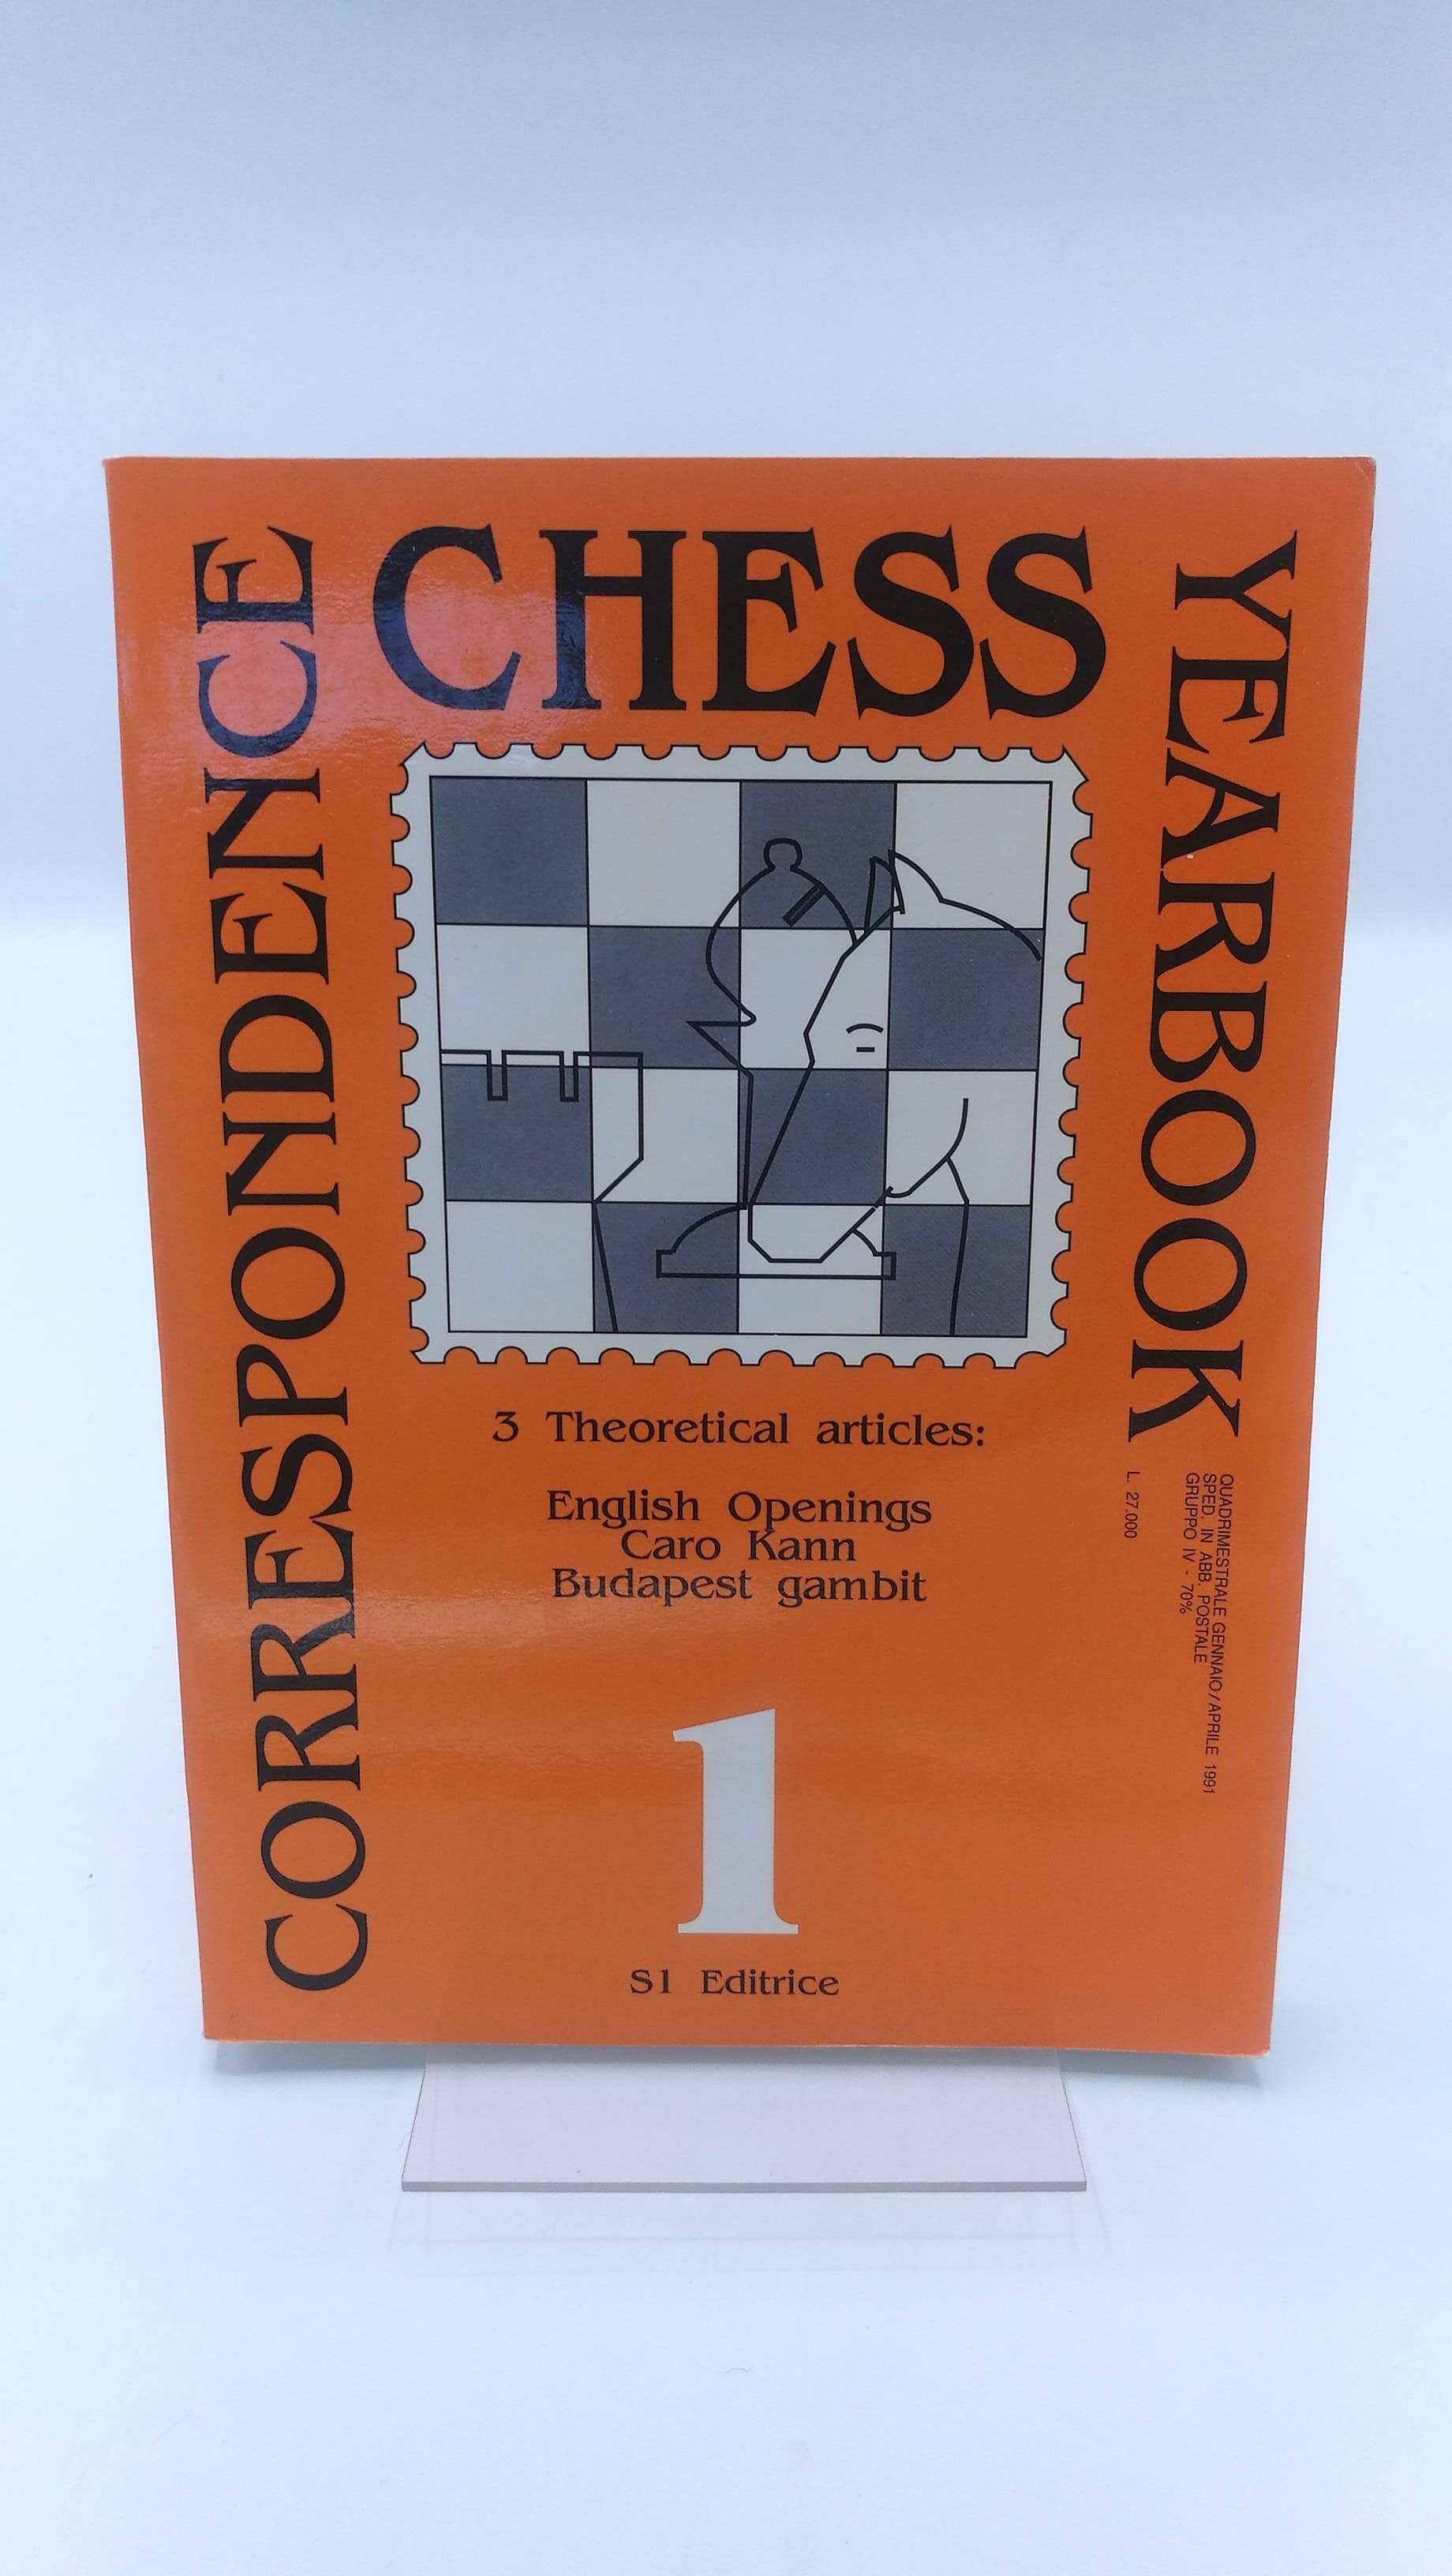 CORRESPONDENCE
CHESS
YEARBOOK
3 Theoretical articles:
English Openings
Caro Kann
Budapest gambit
L. 27.000
QUADRIMESTRALE GENNAIO/APRILE 1991
SPED. IN ABB. POSTALE
GRUPPO IV - 70%
1
S1 Editrice